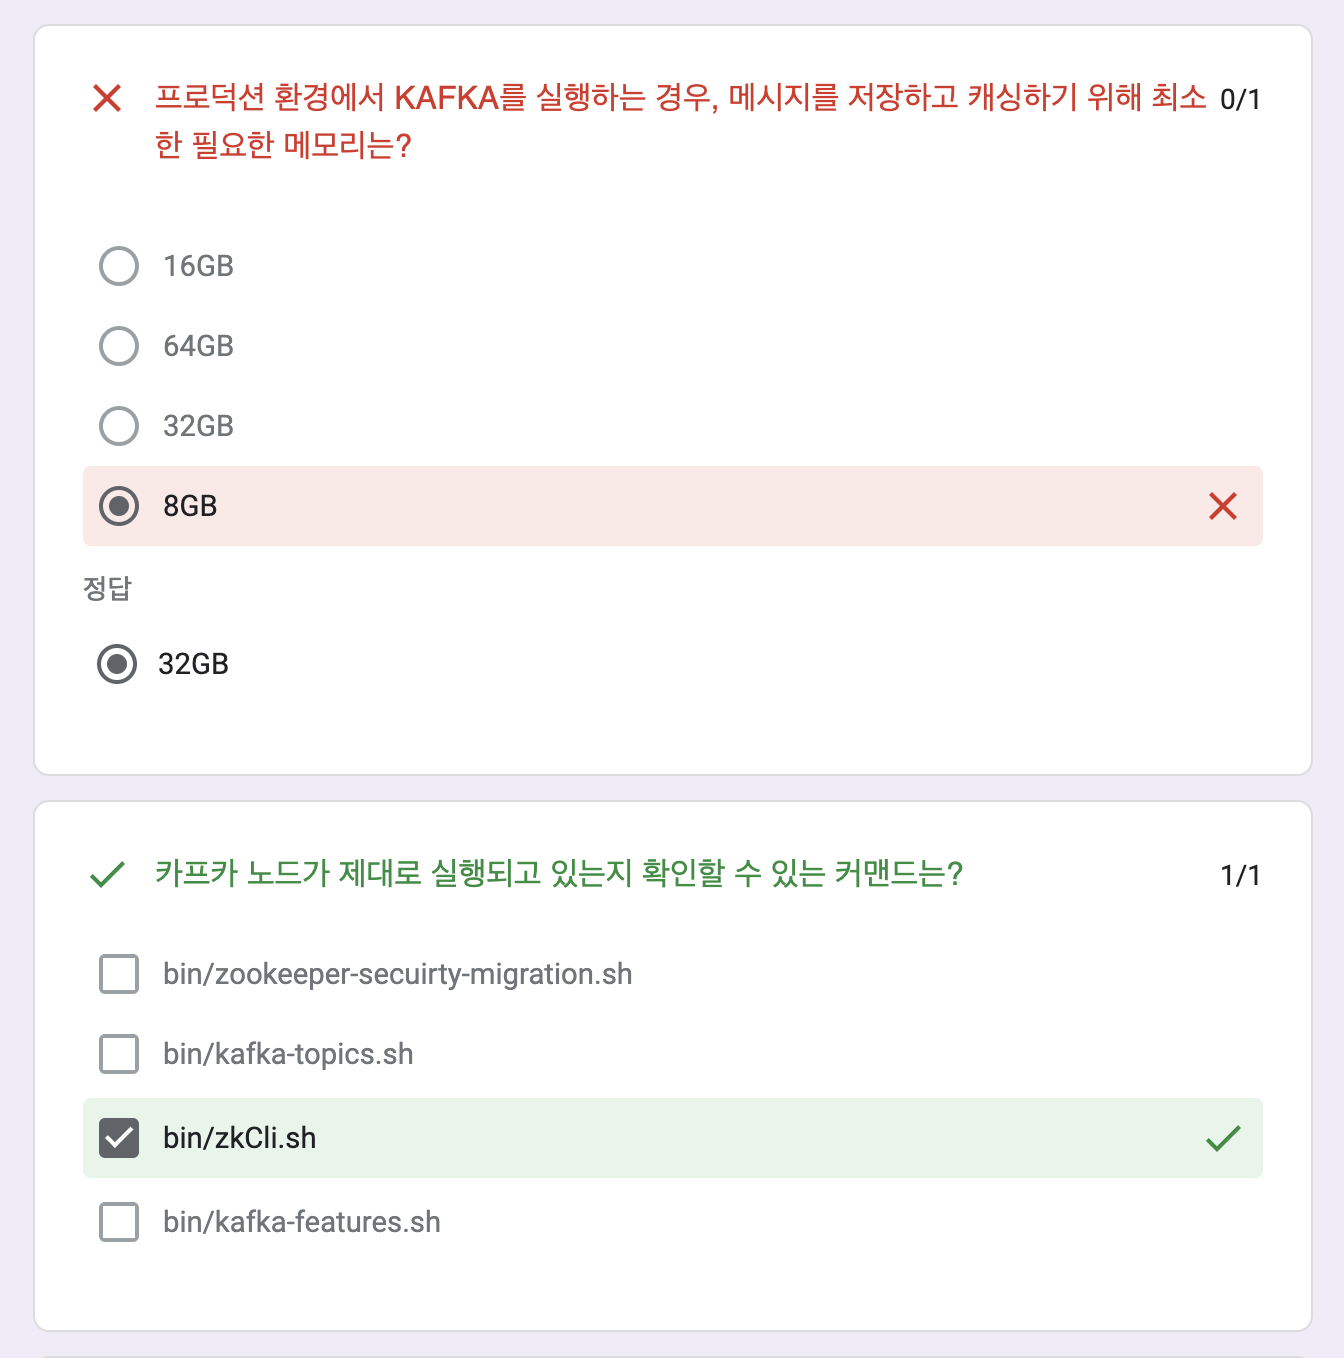 프로덕션 환경에서 KAFKA를 실행하는 경우, 메시지를 저장하고 캐싱하기 위해 최소 0/1
한 필요한 메모리는?
16GB
64GB
32GB
8GB
정답
32GB
카프카 노드가 제대로 실행되고 있는지 확인할 수 있는 커맨드는? 1/1
bin/zookeeper-secuirty-migration.sh
bin/kafka-topics.sh
bin/zkCli.sh
bin/kafka-features.sh